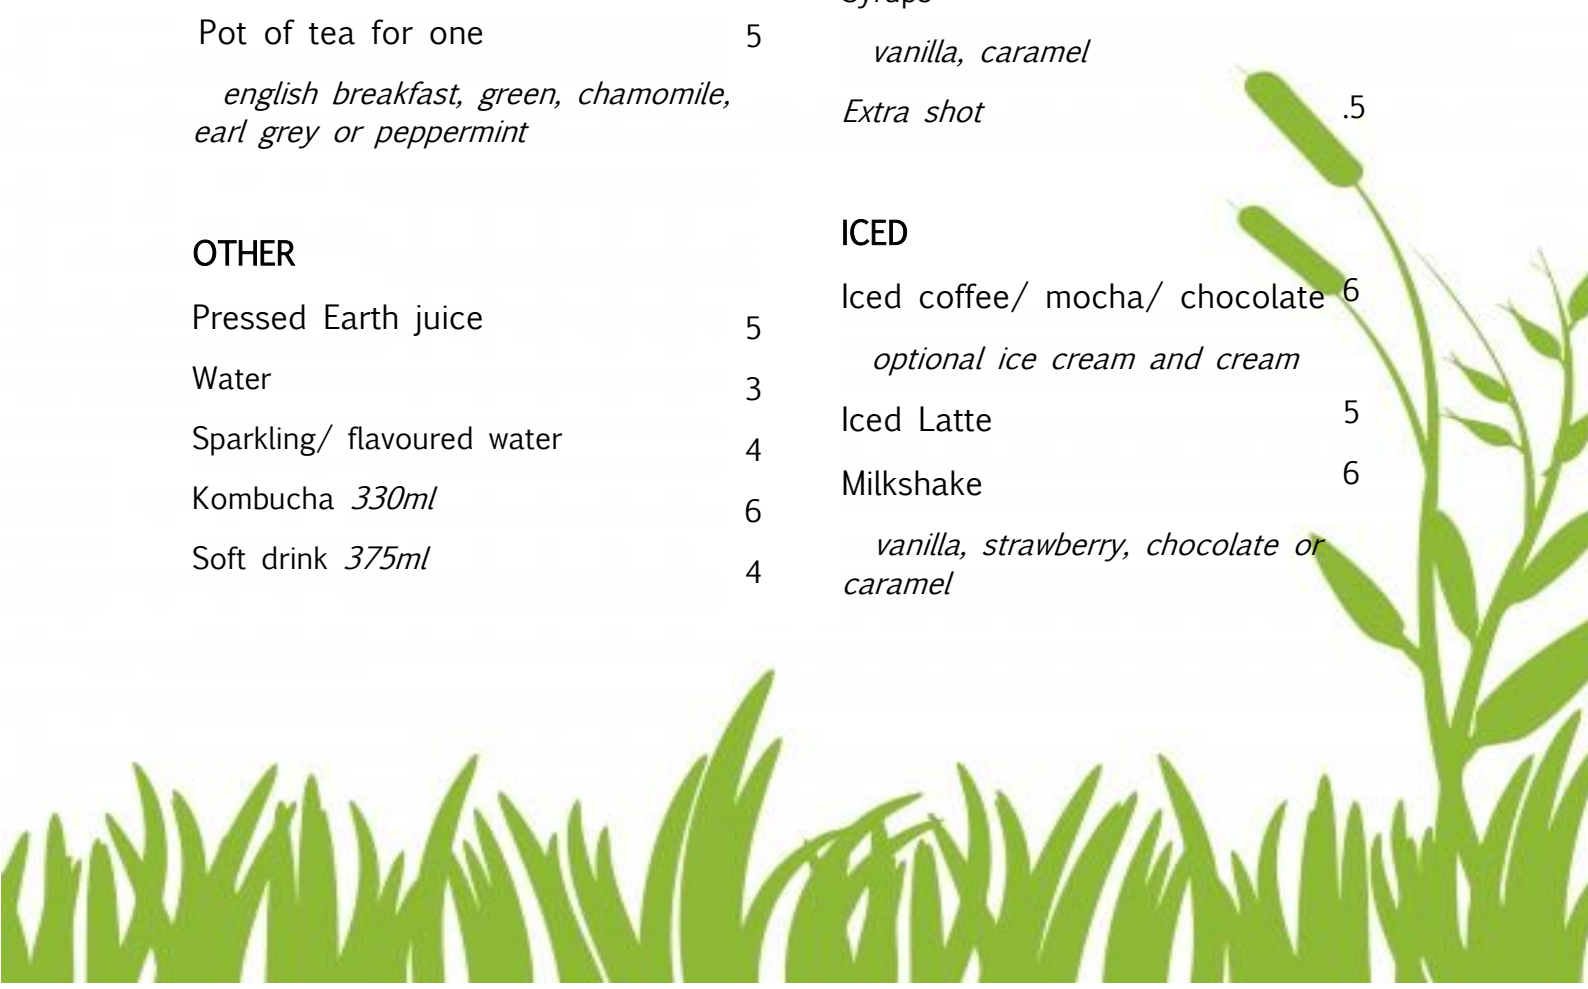 Pot of tea for one 5
english breakfast, green, chamomile,
earl grey or peppermint
OTHER
Pressed Earth juice 5
Water 3
Sparkling/ flavoured water 4
Kombucha 330ml 6
Soft drink 375ml 4
vanilla, caramel
Extra shot .5
ICED
Iced coffee/ mocha/ chocolate 6
optional ice cream and cream
Iced Latte 5
Milkshake 6
vanilla, strawberry, chocolate or
caramel